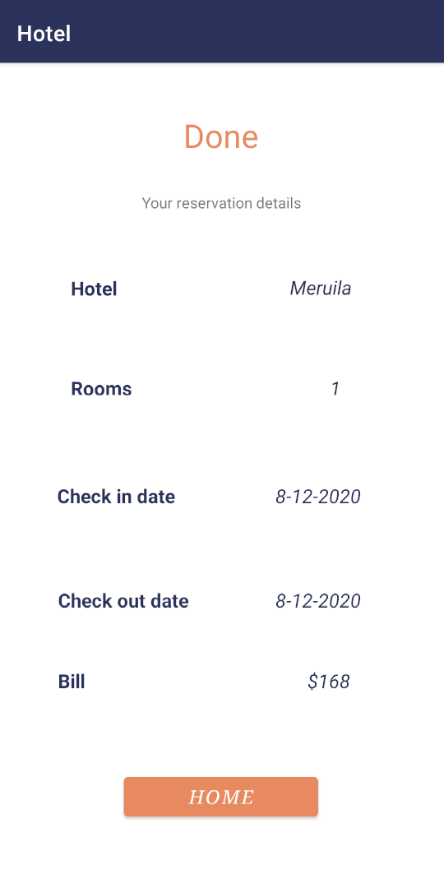 Hotel
Done
Your reservation details
Hotel Meruila
Rooms 1
Check in date 8-12-2020
Check out date 8-12-2020
Bill $168
HOME